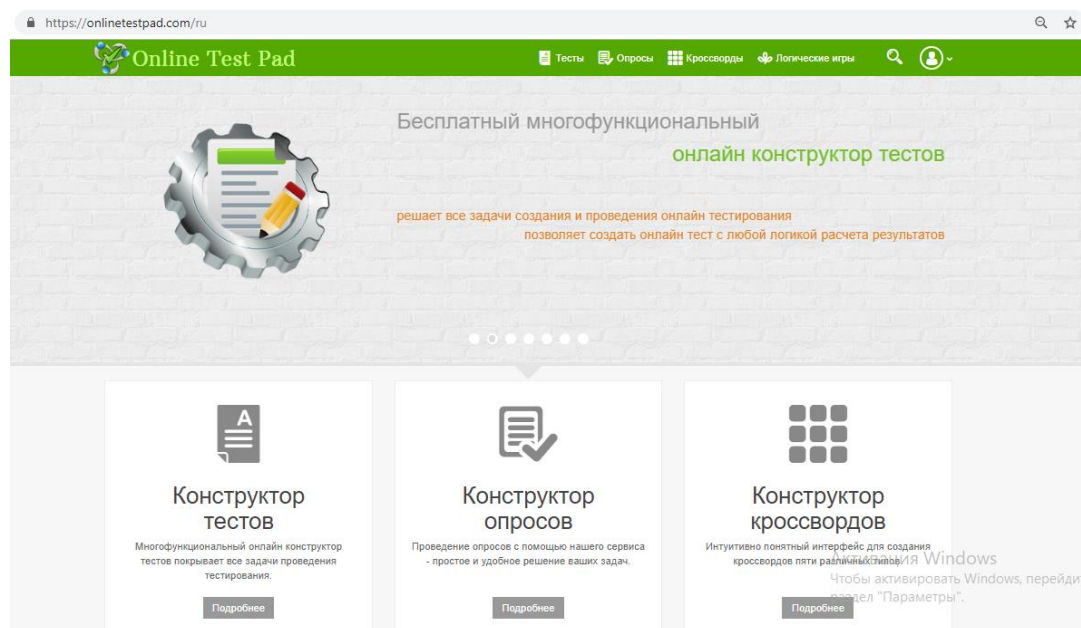 https://onlinetestpad.com/ru
Online Test Pad
Тесты Опросы Кроссворды Логические игры
Бесплатный многофункциональный
онлайн конструктор тестов
решает все задачи создания и проведения онлайн тестирования
позволяет создать онлайн тест с любой логикой расчета результатов
A
Конструктор
тестов
Многофункциональный онлайн конструктор
тестов покрывает все задачи проведения
тестирования.
Подробнее
Конструктор
опросов
Проведение опросов с помощью нашего сервиса
- простое и удобное решение ваших задач.
Подробнее
Конструктор
кроссвордов
Интуитивно понятный интерфейс для создания
кроссвордов пяти различных типов.
Подробнее
Активация Windows
Чтобы активировать Windows, перейди
раздел "Параметры".